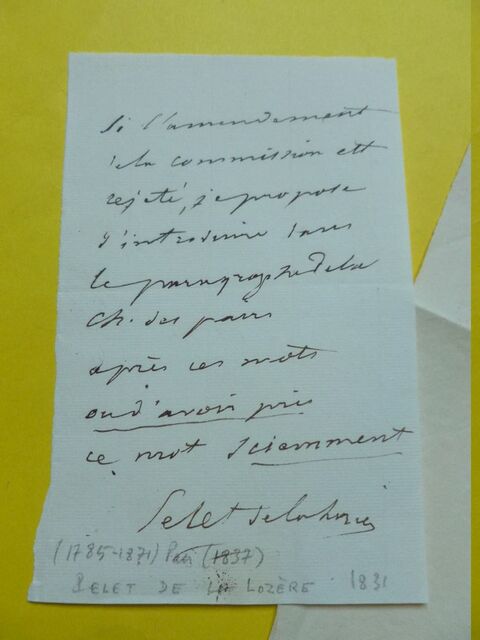 Si l'amendement
de la commission est
rejeté, je propose
d'introduire dans
le paragraphe de la
Ch. des pairs
après ces mots
ou d'avoir pris
ce mot sciemment
Pelet de la Lozère
(1785-1871) Pair (1837)
PELET DE LA LOZÈRE 1831